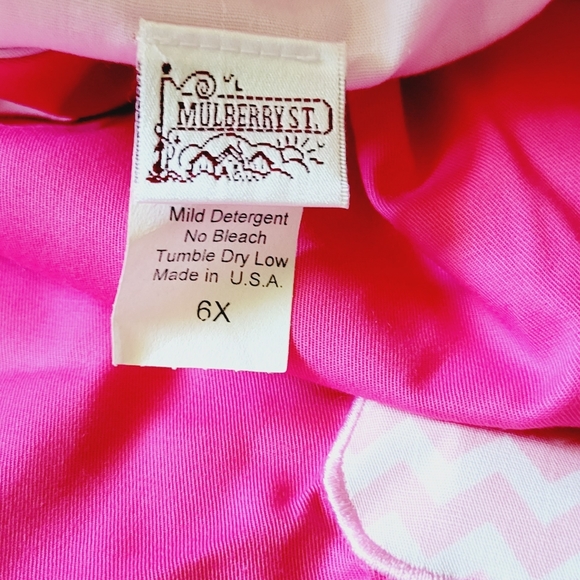 MULBERRY ST.
Mild Detergent
No Bleach
Tumble Dry Low
Made in U.S.A.
6X